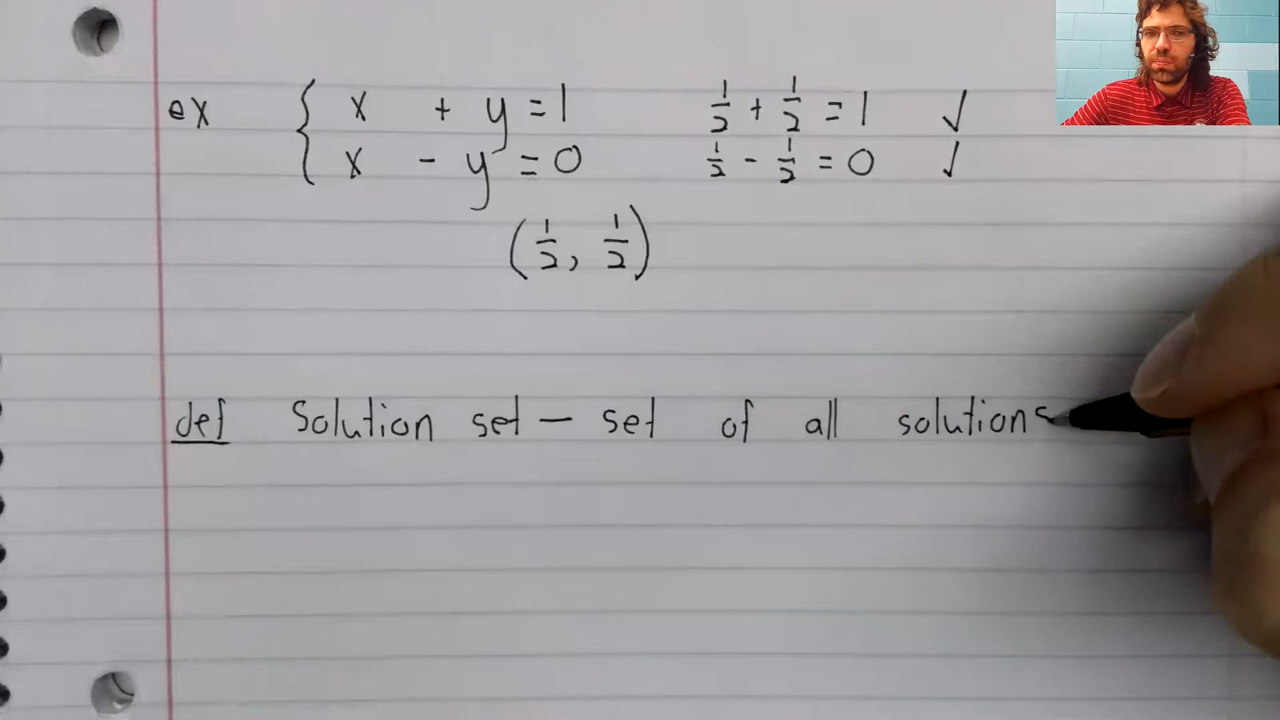 ex { x + y = 1 1/2 + 1/2 = 1 ✓
x - y = 0 1/2 - 1/2 = 0 ✓
(1/2, 1/2)
def Solution set — set of all solutions